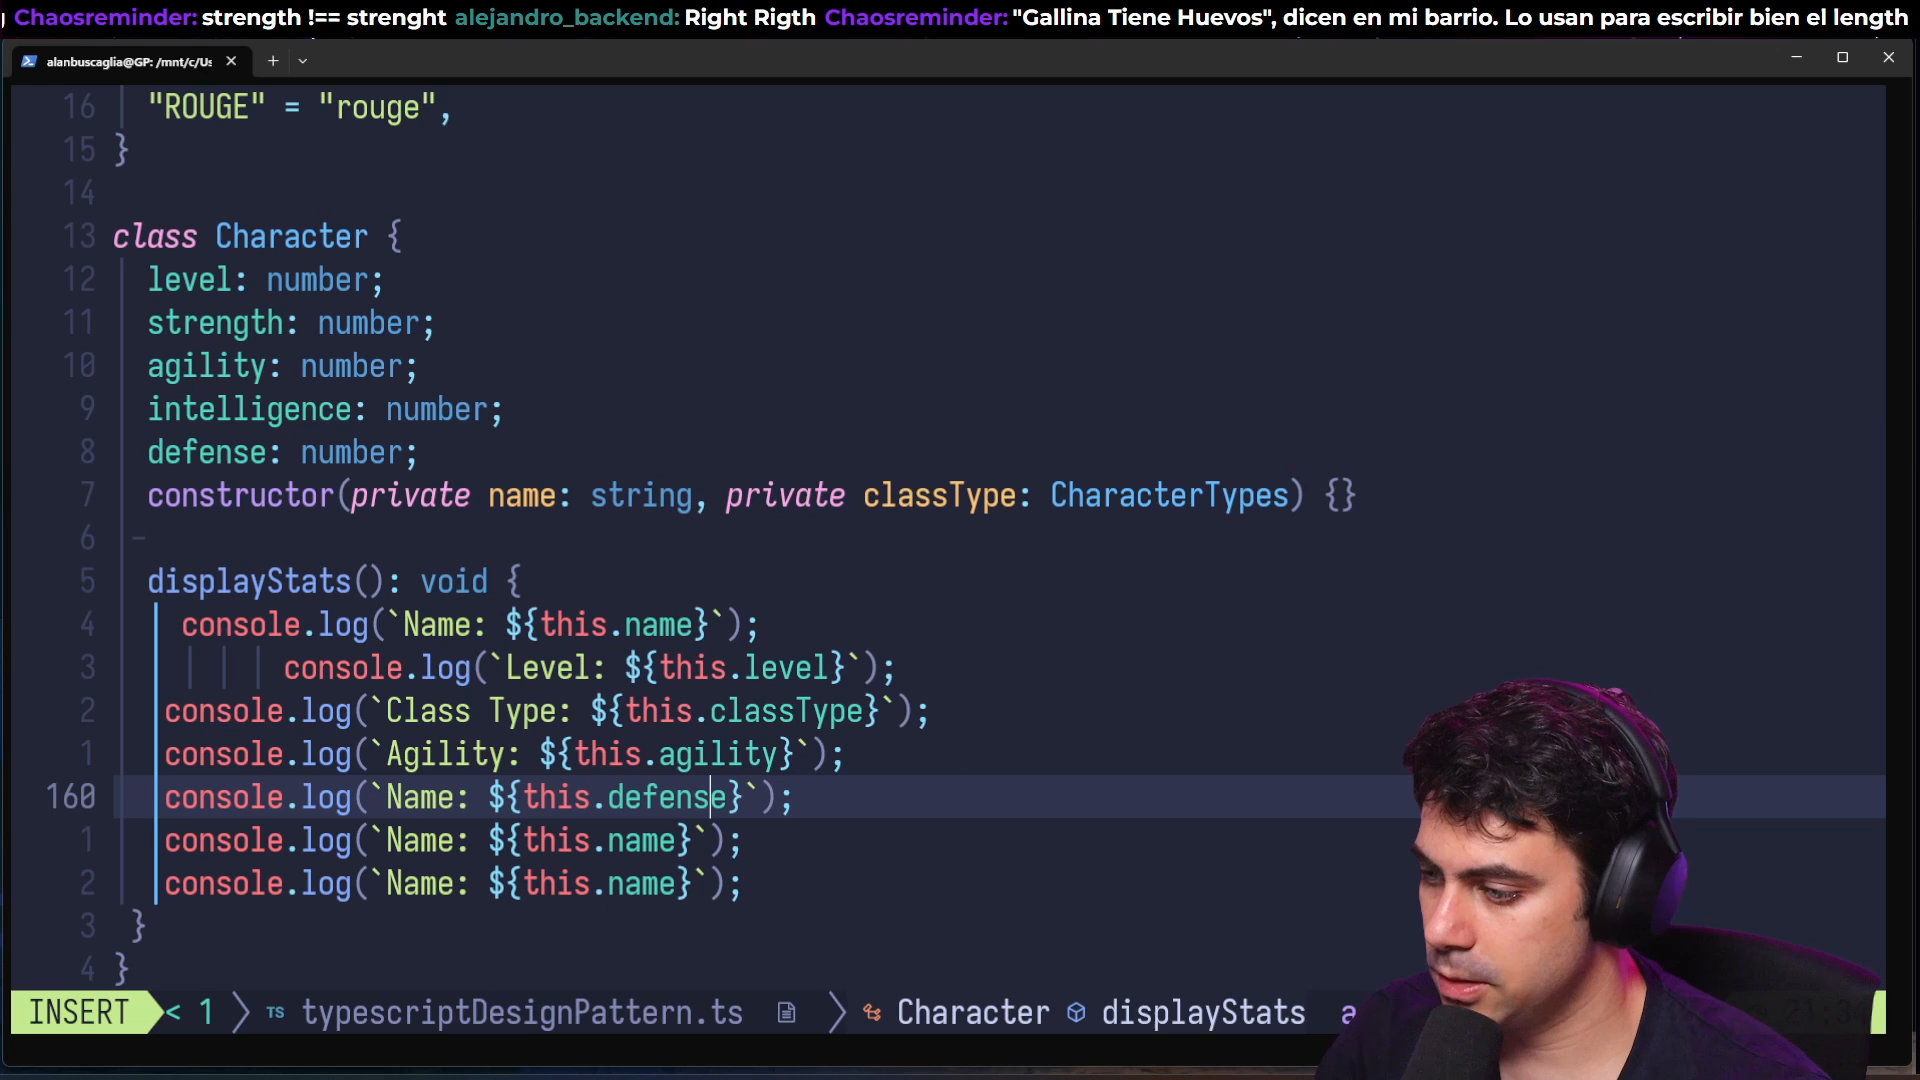 Chaosreminder: strength !== strenght alejandro_backend: Right Rigth Chaosreminder: "Gallina Tiene Huevos", dicen en mi barrio. Lo usan para escribir bien el length
alanbuscaglia@GP: /mnt/c/Us
16 "ROUGE" = "rouge",
15 }
14
13 class Character {
12 level: number;
11 strength: number;
10 agility: number;
9 intelligence: number;
8 defense: number;
7 constructor(private name: string, private classType: CharacterTypes) {}
6
5 displayStats(): void {
4 console.log(`Name: ${this.name}`);
3 console.log(`Level: ${this.level}`);
2 console.log(`Class Type: ${this.classType}`);
1 console.log(`Agility: ${this.agility}`);
160 console.log(`Name: ${this.defense}`);
1 console.log(`Name: ${this.name}`);
2 console.log(`Name: ${this.name}`);
3 }
4 }
INSERT < 1 TS typescriptDesignPattern.ts Character displayStats a